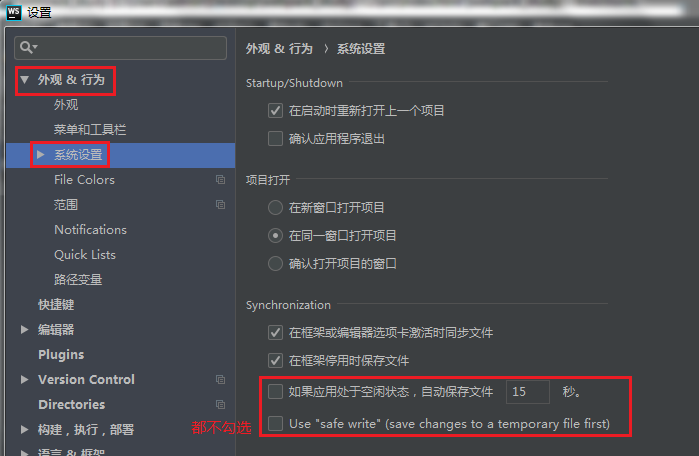 WS 设置
外观 & 行为
外观
菜单和工具栏
系统设置
File Colors
范围
Notifications
Quick Lists
路径变量
快捷键
编辑器
Plugins
Version Control
Directories
构建，执行，部署
语言 & 框架
外观 & 行为 › 系统设置
Startup/Shutdown
在启动时重新打开上一个项目
确认应用程序退出
项目打开
在新窗口打开项目
在同一窗口打开项目
确认打开项目的窗口
Synchronization
在框架或编辑器选项卡激活时同步文件
在框架停用时保存文件
如果应用处于空闲状态，自动保存文件 15 秒。
都不勾选
Use "safe write" (save changes to a temporary file first)